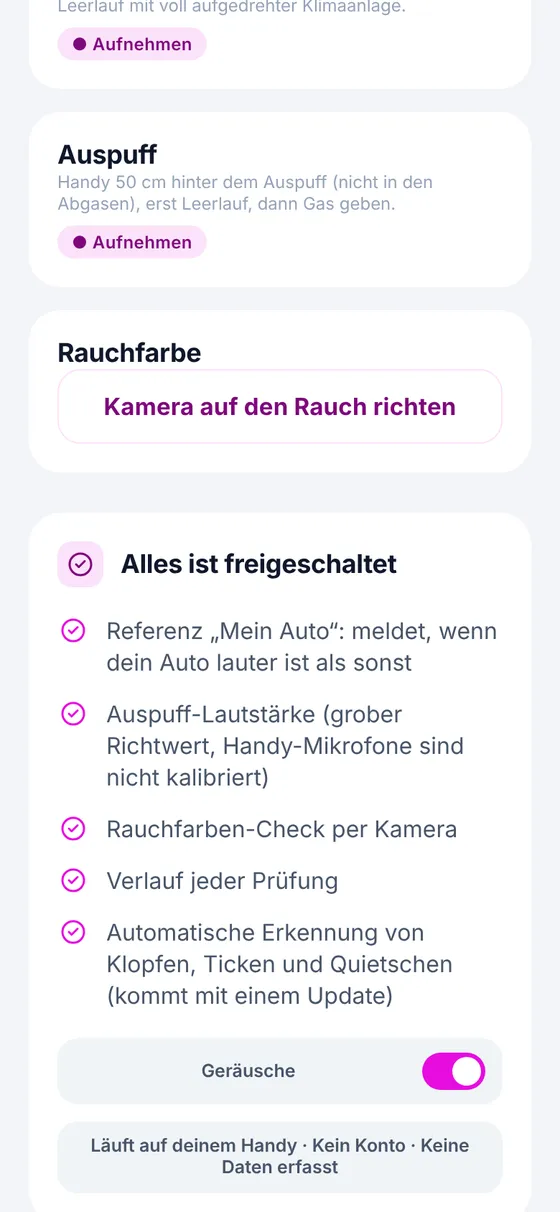 Leerlauf mit voll aufgedrehter Klimaanlage.
Aufnehmen
Auspuff
Handy 50 cm hinter dem Auspuff (nicht in den
Abgasen), erst Leerlauf, dann Gas geben.
Aufnehmen
Rauchfarbe
Kamera auf den Rauch richten
Alles ist freigeschaltet
Referenz „Mein Auto“: meldet, wenn
dein Auto lauter ist als sonst
Auspuff-Lautstärke (grober
Richtwert, Handy-Mikrofone sind
nicht kalibriert)
Rauchfarben-Check per Kamera
Verlauf jeder Prüfung
Automatische Erkennung von
Klopfen, Ticken und Quietschen
(kommt mit einem Update)
Geräusche
Läuft auf deinem Handy · Kein Konto · Keine
Daten erfasst